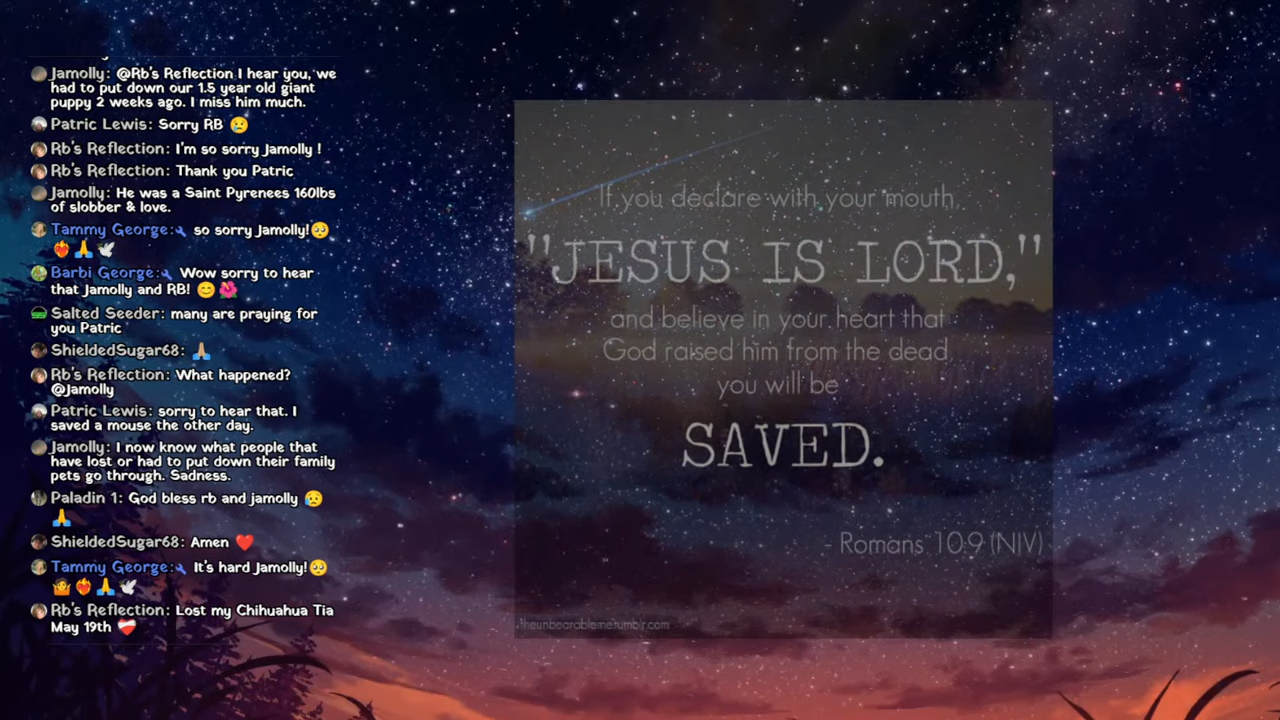 Jamolly: @Rb's Reflection I hear you, we
had to put down our 1.5 year old giant
puppy 2 weeks ago. I miss him much.
Patric Lewis: Sorry RB 😢
Rb's Reflection: I'm so sorry Jamolly !
Rb's Reflection: Thank you Patric
Jamolly: He was a Saint Pyrenees 160lbs
of slobber & love.
Tammy George: so sorry Jamolly!🥺
❤️‍🔥🙏🕊️
Barbi George: Wow sorry to hear
that Jamolly and RB! 😊🌺
Salted Seeder: many are praying for
you Patric
ShieldedSugar68: 🙏🏼
Rb's Reflection: What happened?
@Jamolly
Patric Lewis: sorry to hear that. I
saved a mouse the other day.
Jamolly: I now know what people that
have lost or had to put down their family
pets go through. Sadness.
Paladin 1: God bless rb and jamolly 😥
🙏
ShieldedSugar68: Amen ❤️
Tammy George: It's hard Jamolly!🥺
🤷❤️‍🔥🙏🕊️
Rb's Reflection: Lost my Chihuahua Tia
May 19th ❤️‍🩹
If you declare with your mouth,
"JESUS IS LORD,"
and believe in your heart that
God raised him from the dead
you will be
SAVED.
- Romans 10:9 (NIV)
theunbearableme.tumblr.com